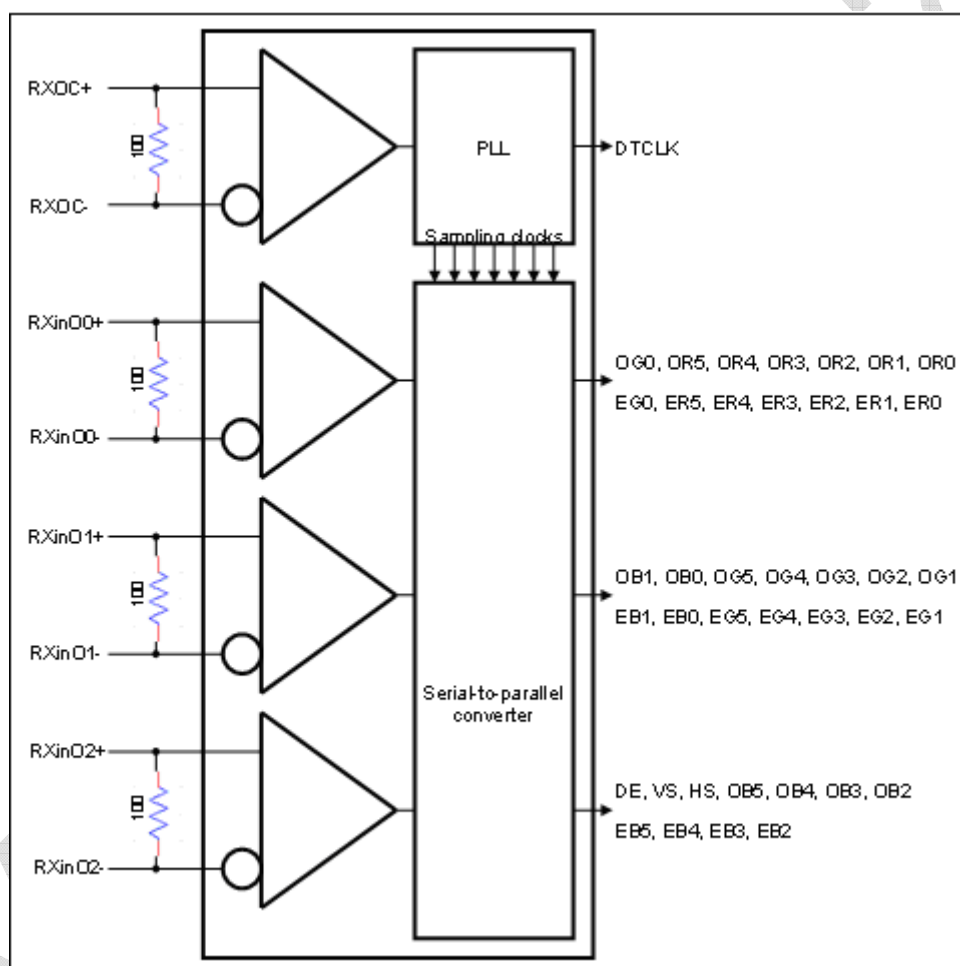 RXOC+
100
PLL
DTCLK
RXOC-
Sampling clocks
RXinO0+
100
OG0, OR5, OR4, OR3, OR2, OR1, OR0
EG0, ER5, ER4, ER3, ER2, ER1, ER0
RXinO0-
RXinO1+
100
OB1, OB0, OG5, OG4, OG3, OG2, OG1
EB1, EB0, EG5, EG4, EG3, EG2, EG1
RXinO1-
Serial-to-parallel
converter
RXinO2+
100
DE, VS, HS, OB5, OB4, OB3, OB2
EB5, EB4, EB3, EB2
RXinO2-